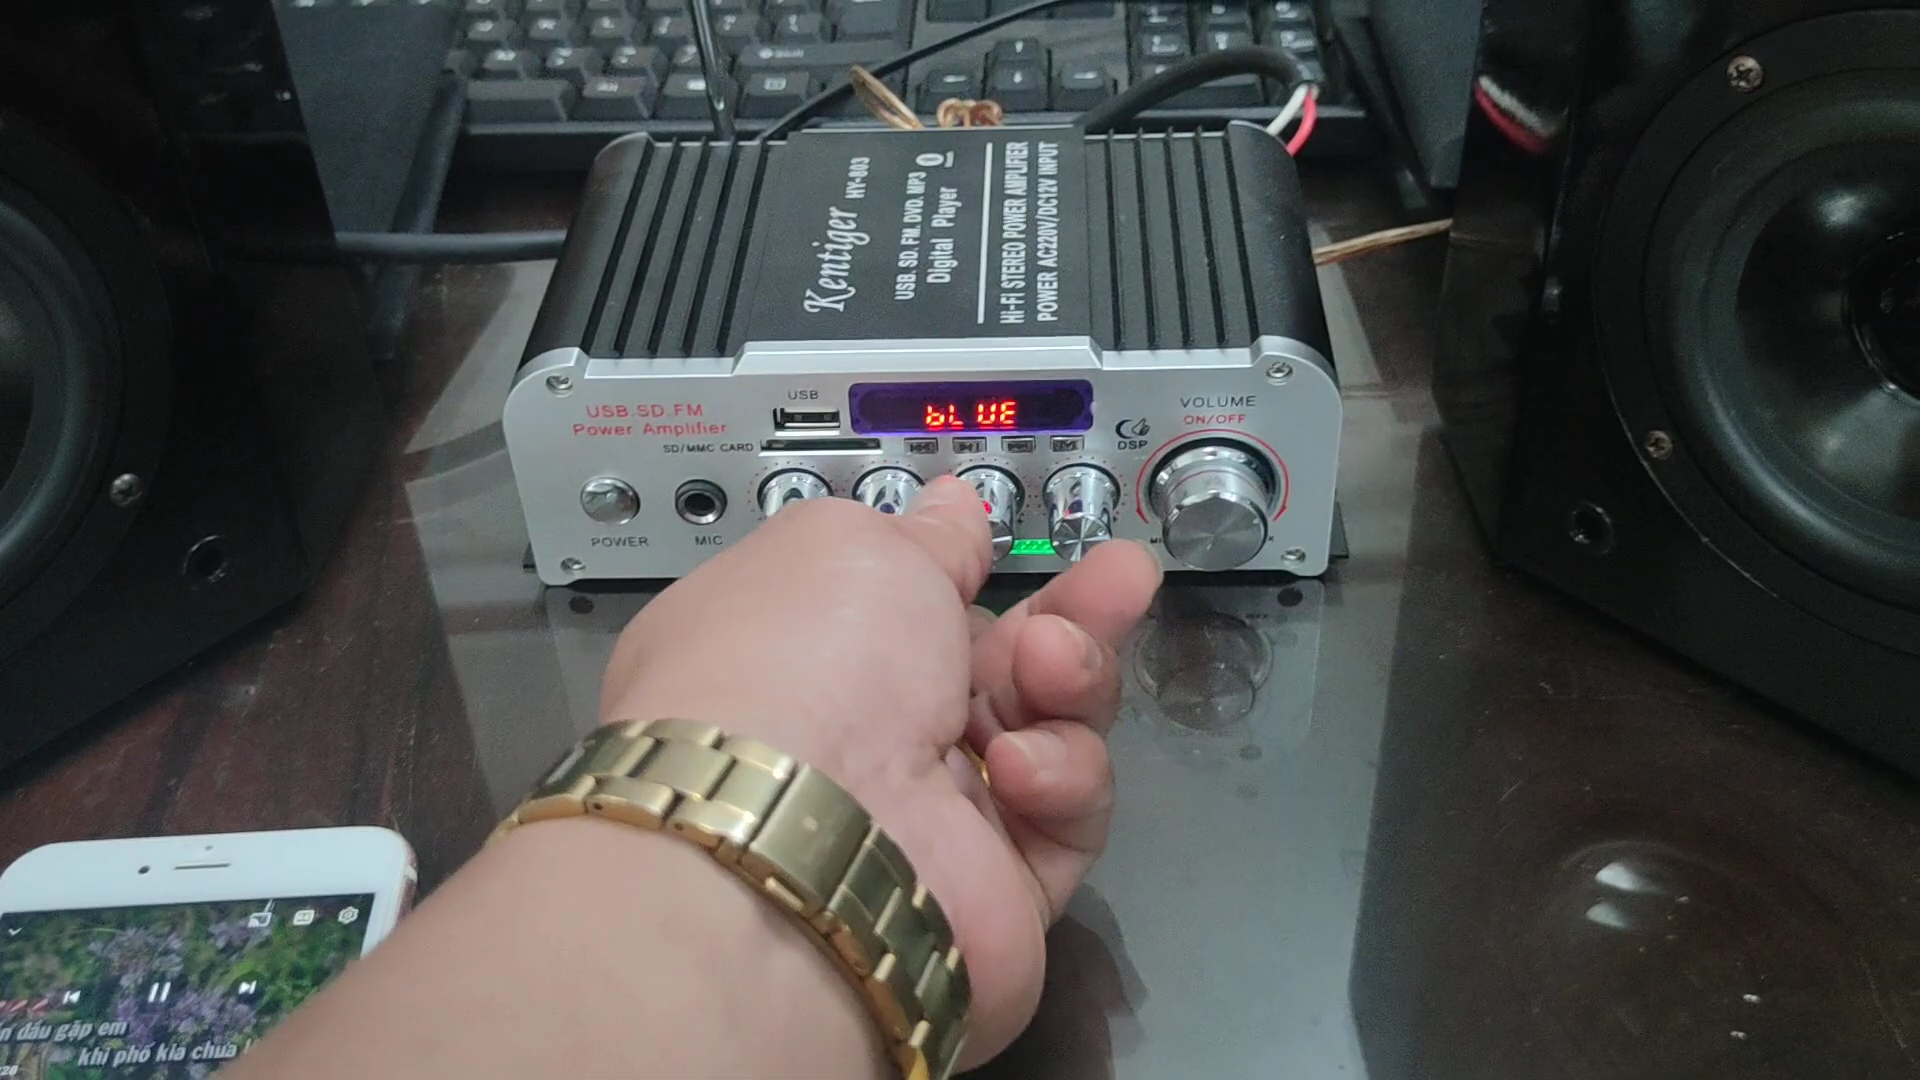 Kentiger HY-803
USB. SD. FM. DVD. MP3
Digital Player
HI-FI STEREO POWER AMPLIFIER
POWER AC220V/DC12V INPUT
USB
bLUE
VOLUME
ON/OFF
USB.SD.FM
Power Amplifier
SD/MMC CARD
DSP
POWER
MIC
đầu gặp em
khi phố kia chưa